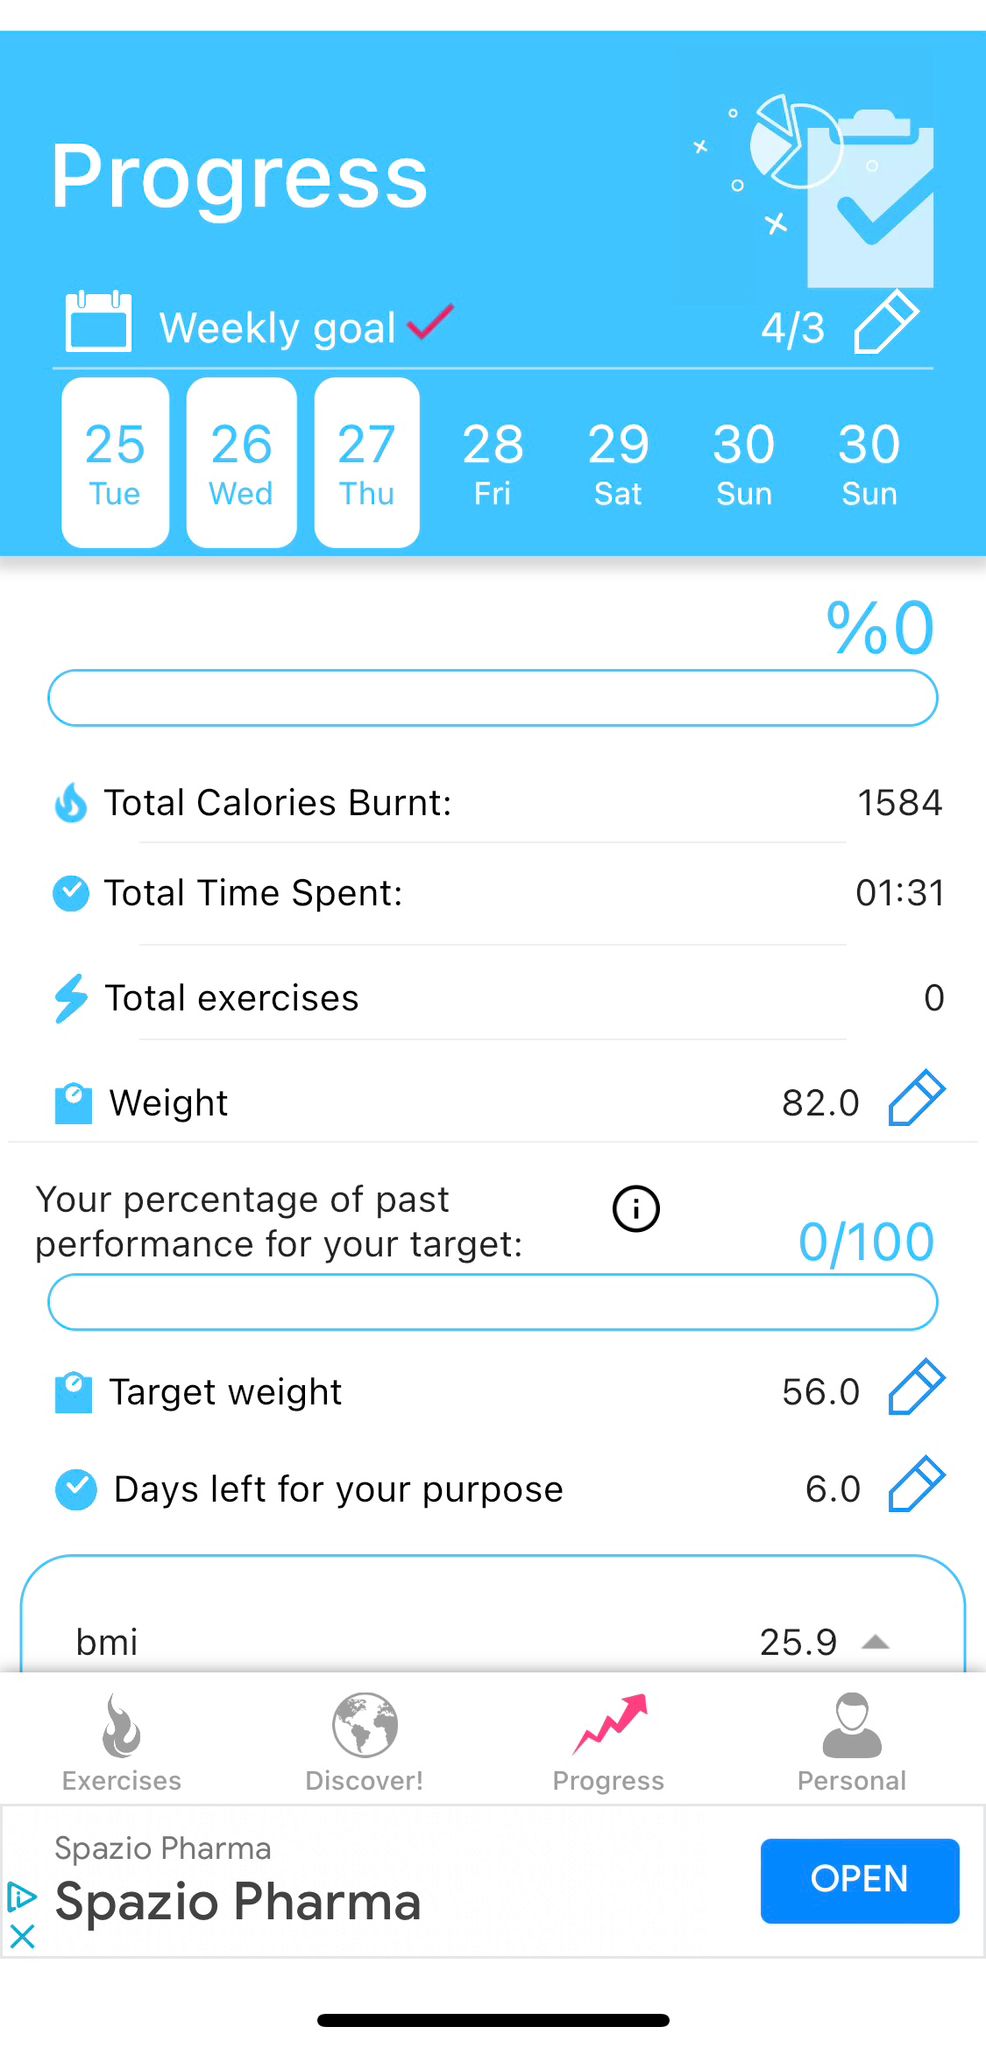 Progress
Weekly goal 4/3
25 26 27 28 29 30 30
Tue Wed Thu Fri Sat Sun Sun
%0
Total Calories Burnt: 1584
Total Time Spent: 01:31
Total exercises 0
Weight 82.0
Your percentage of past
performance for your target: 0/100
Target weight 56.0
Days left for your purpose 6.0
bmi 25.9
Exercises Discover! Progress Personal
Spazio Pharma
Spazio Pharma
OPEN